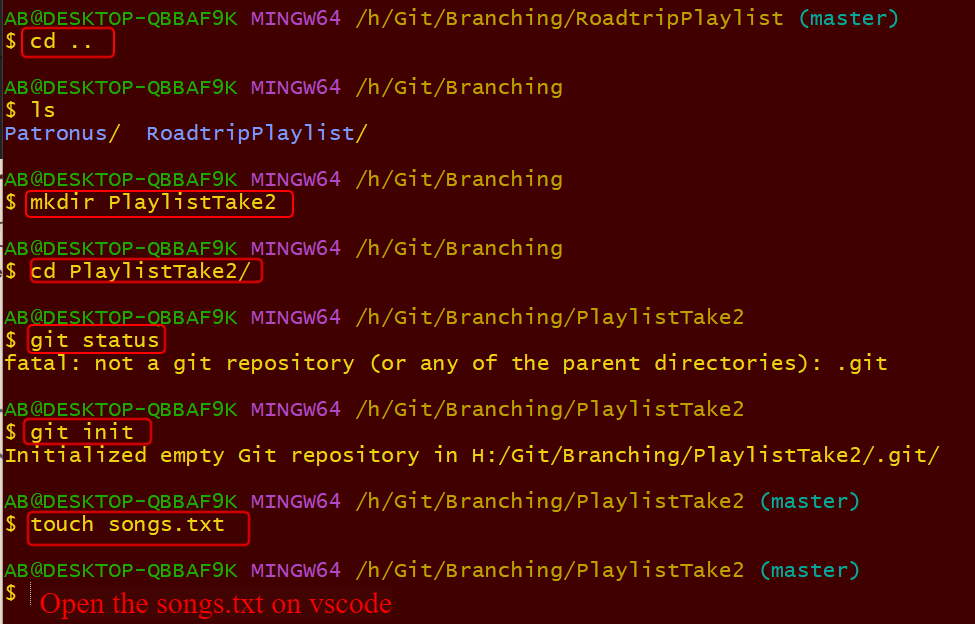 AB@DESKTOP-QBBAF9K MINGW64 /h/Git/Branching/RoadtripPlaylist (master)
$ cd ..
AB@DESKTOP-QBBAF9K MINGW64 /h/Git/Branching
$ ls
Patronus/  RoadtripPlaylist/
AB@DESKTOP-QBBAF9K MINGW64 /h/Git/Branching
$ mkdir PlaylistTake2
AB@DESKTOP-QBBAF9K MINGW64 /h/Git/Branching
$ cd PlaylistTake2/
AB@DESKTOP-QBBAF9K MINGW64 /h/Git/Branching/PlaylistTake2
$ git status
fatal: not a git repository (or any of the parent directories): .git
AB@DESKTOP-QBBAF9K MINGW64 /h/Git/Branching/PlaylistTake2
$ git init
Initialized empty Git repository in H:/Git/Branching/PlaylistTake2/.git/
AB@DESKTOP-QBBAF9K MINGW64 /h/Git/Branching/PlaylistTake2 (master)
$ touch songs.txt
AB@DESKTOP-QBBAF9K MINGW64 /h/Git/Branching/PlaylistTake2 (master)
$
Open the songs.txt on vscode